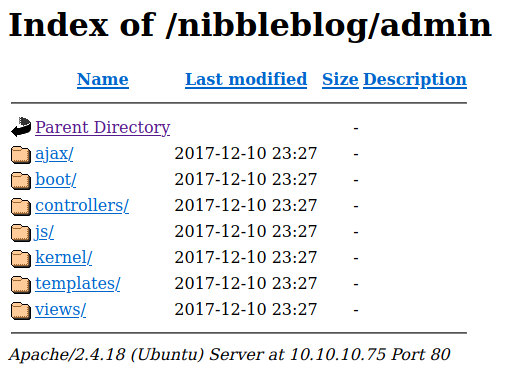 Index of /nibbleblog/admin
Name Last modified Size Description
Parent Directory -
ajax/ 2017-12-10 23:27 -
boot/ 2017-12-10 23:27 -
controllers/ 2017-12-10 23:27 -
js/ 2017-12-10 23:27 -
kernel/ 2017-12-10 23:27 -
templates/ 2017-12-10 23:27 -
views/ 2017-12-10 23:27 -
Apache/2.4.18 (Ubuntu) Server at 10.10.10.75 Port 80